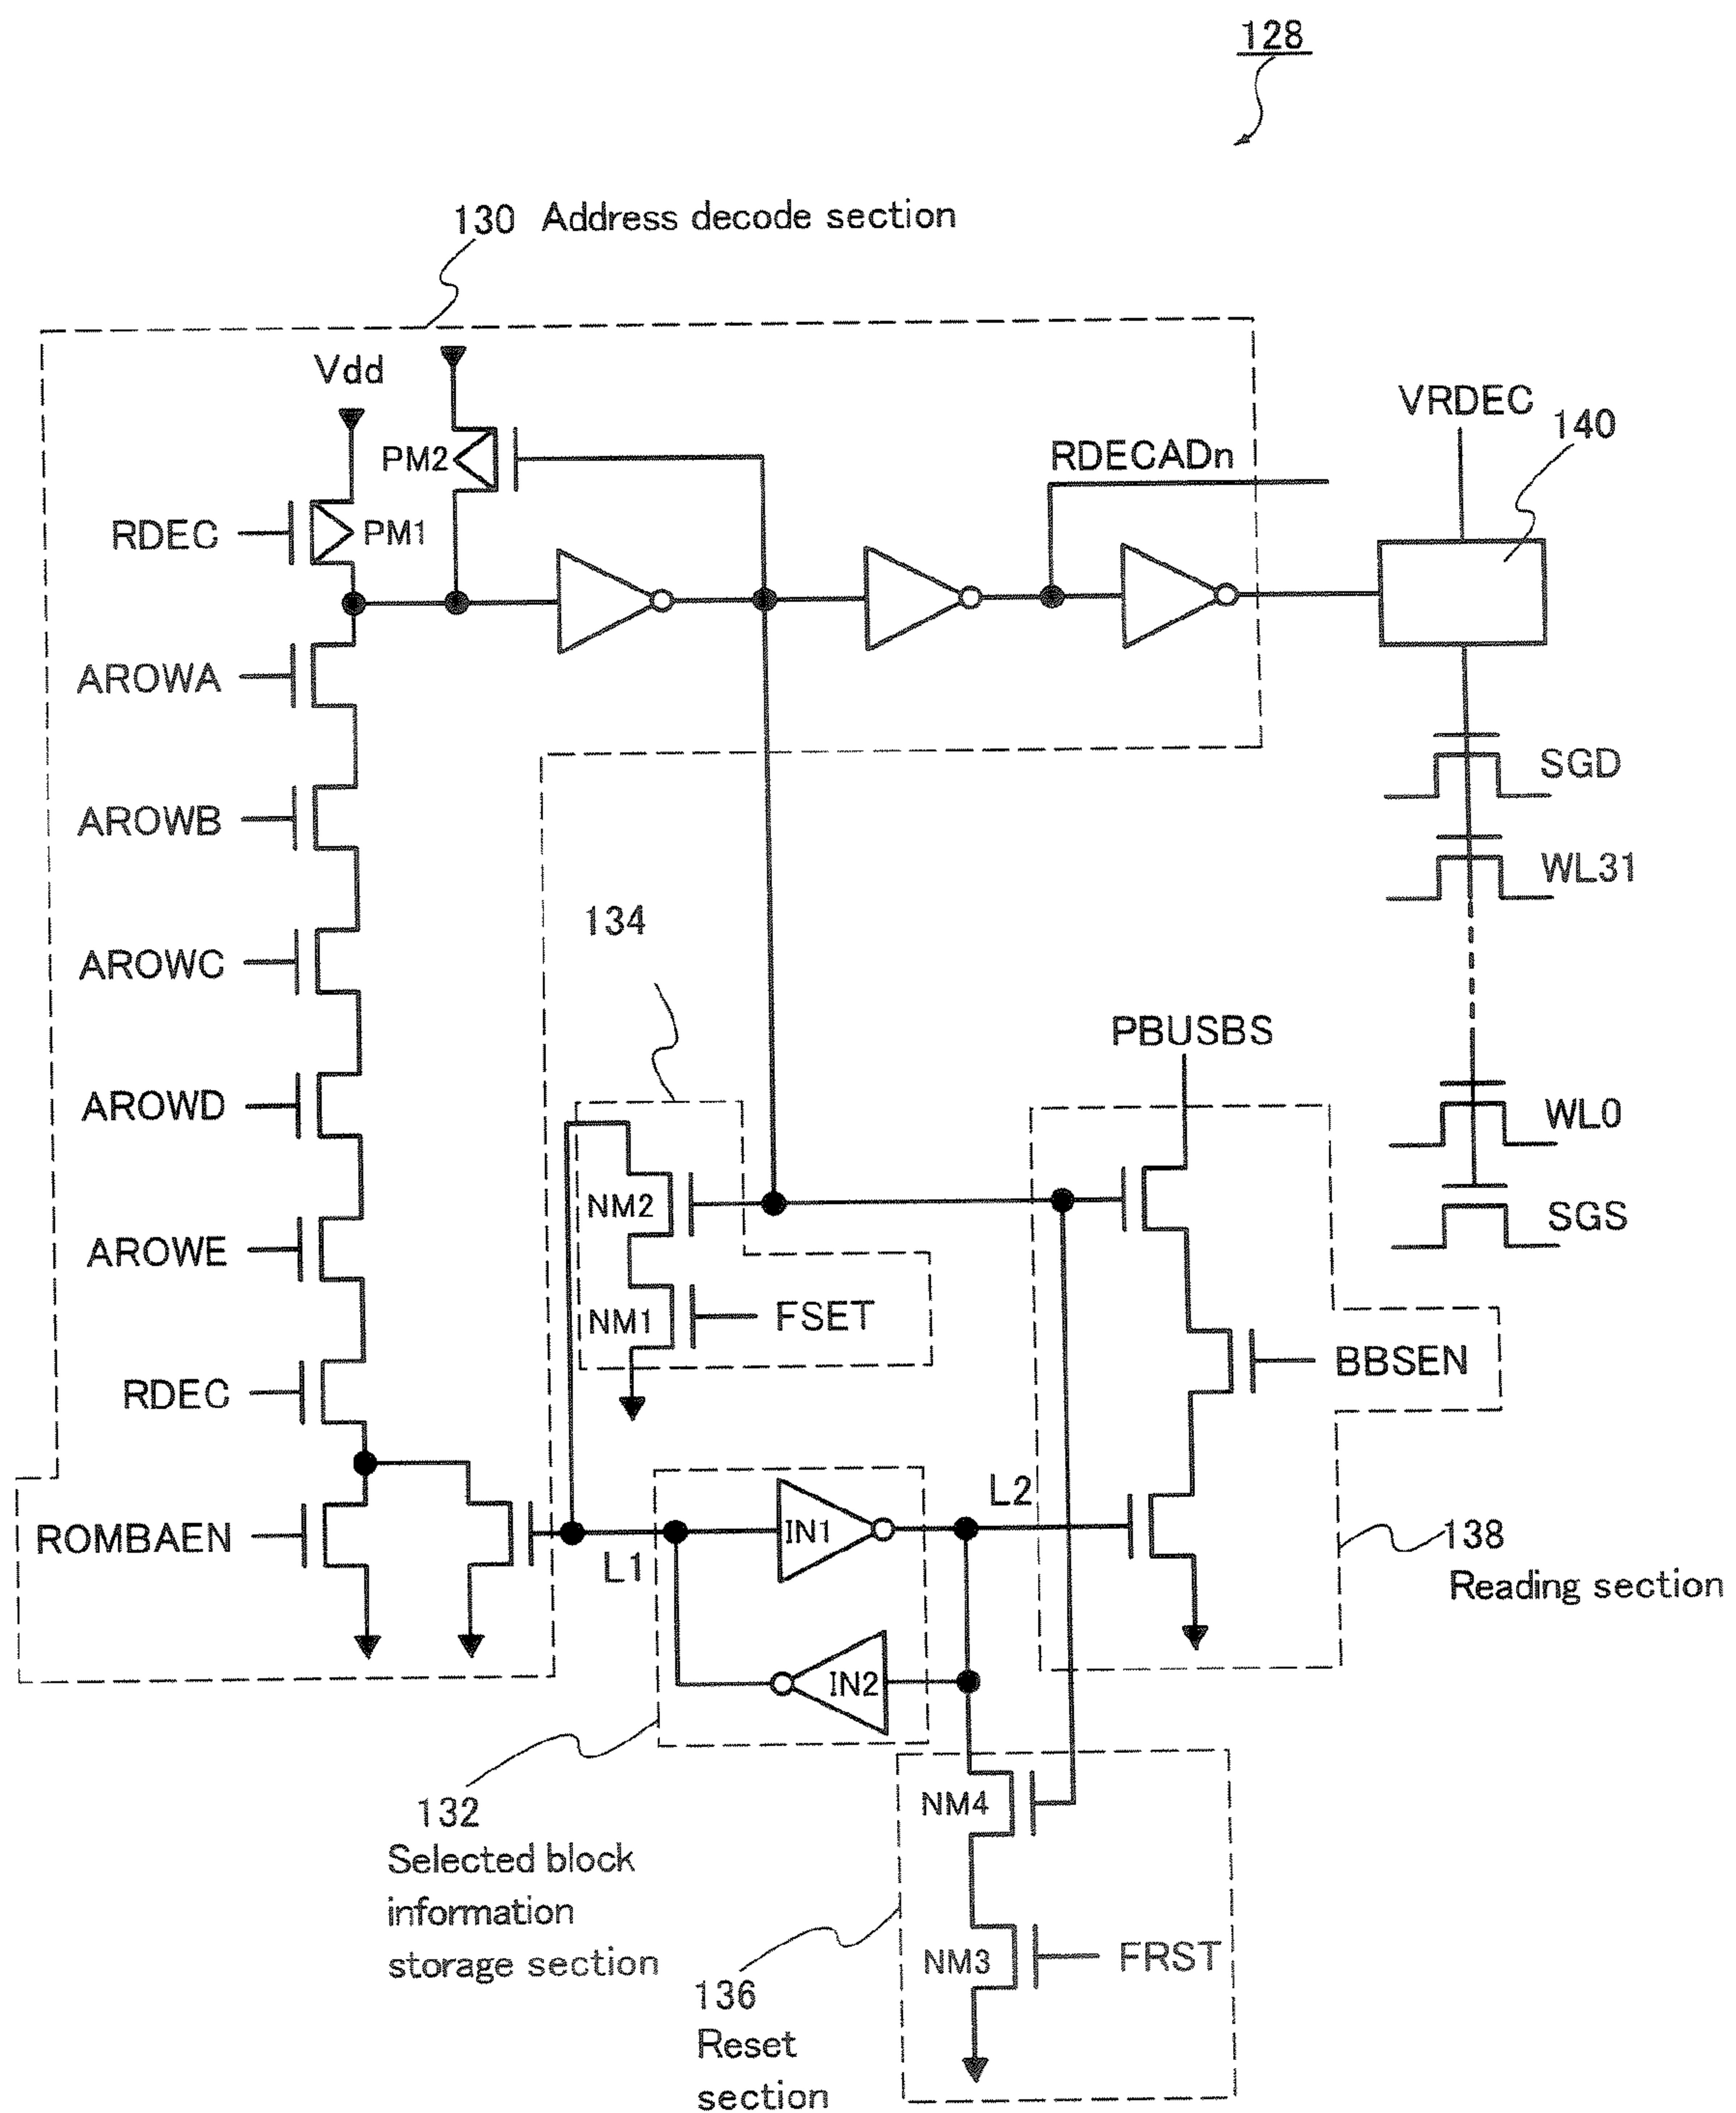 128
130 Address decode section
Vdd
PM2
VRDEC
140
RDECADn
RDEC
PM1
AROWA
SGD
AROWB
WL31
134
AROWC
PBUSBS
AROWD
WL0
NM2
SGS
AROWE
NM1
FSET
BBSEN
RDEC
L2
ROMBAEN
IN1
138
Reading section
L1
IN2
132
Selected block
information
storage section
NM4
136
Reset
section
NM3
FRST